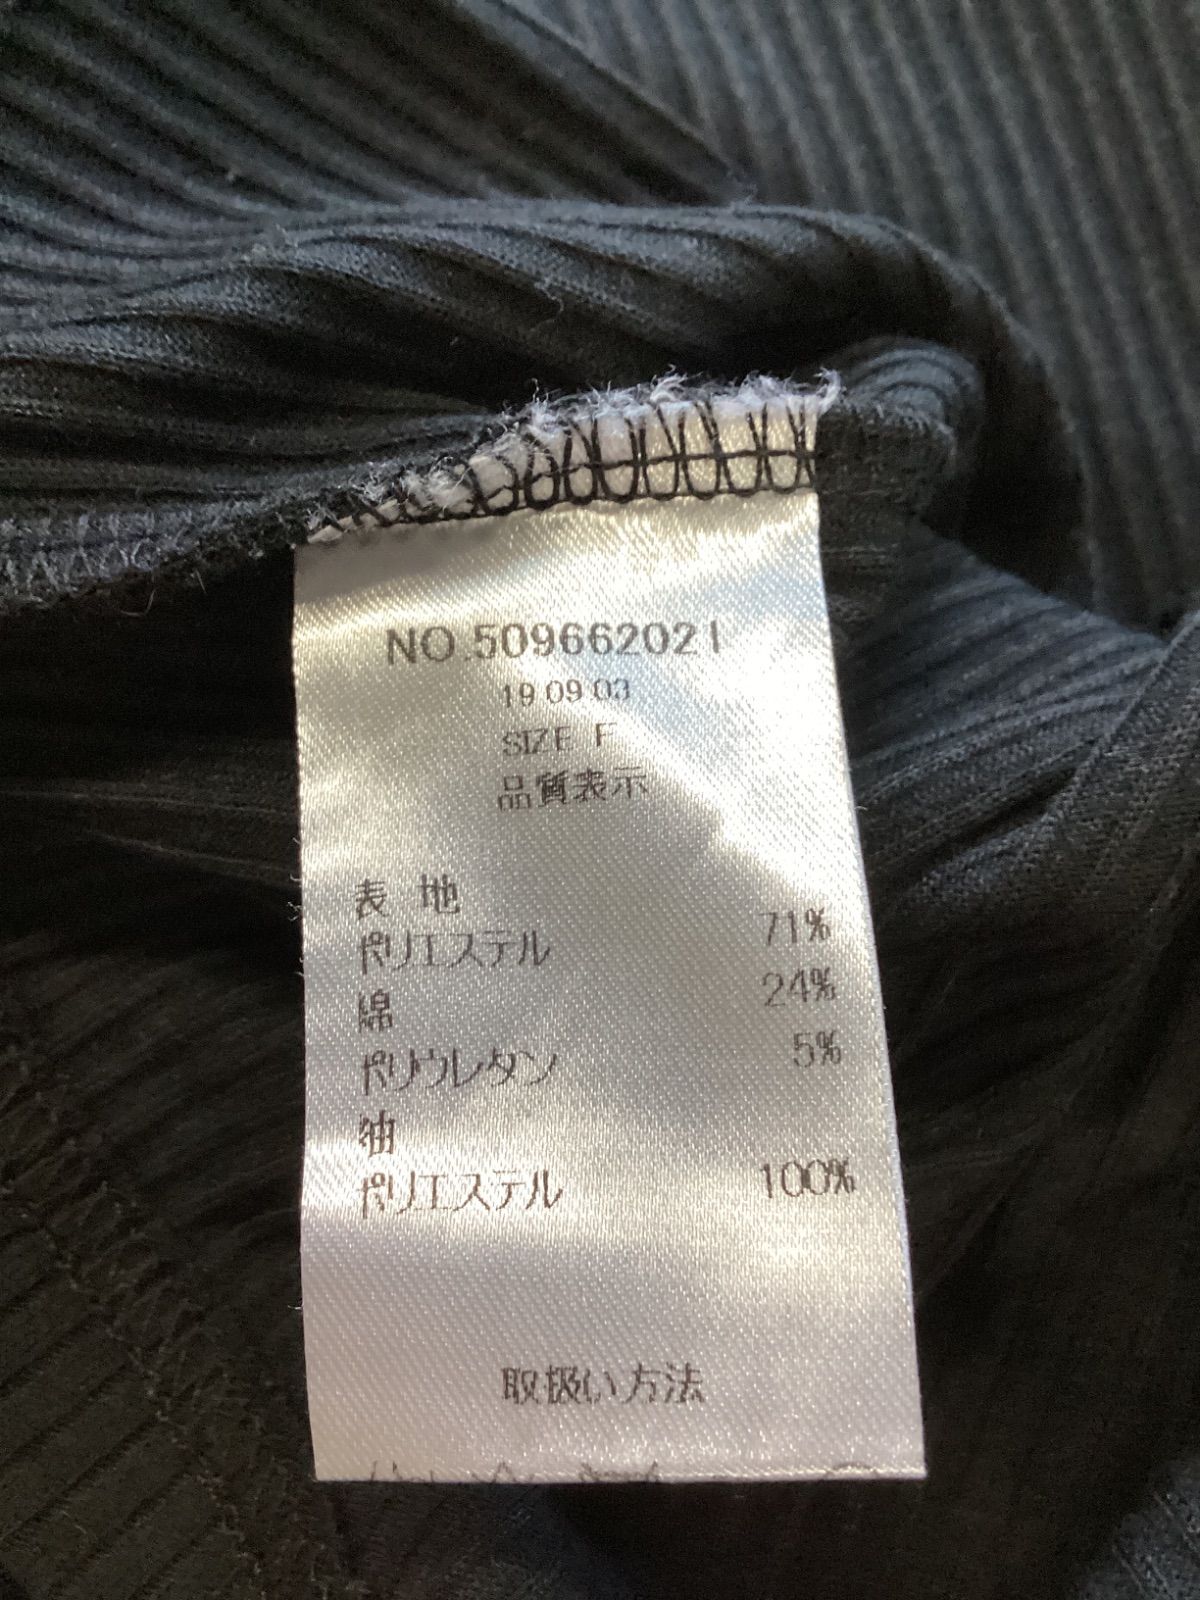 NO.509662021
19 09 03
SIZE F
品質表示
表 地
ポリエステル 71%
綿 24%
ポリウレタン 5%
袖
ポリエステル 100%
取扱い方法